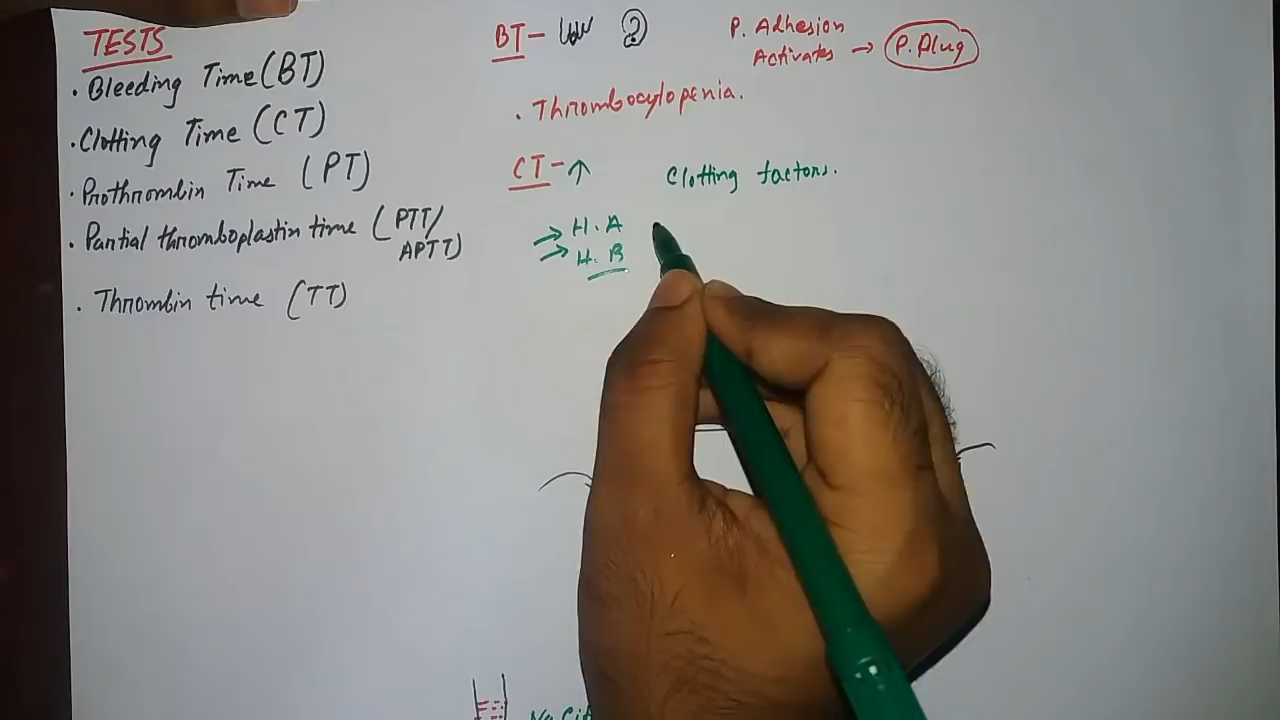 TESTS
. Bleeding Time (BT)
. Clotting Time (CT)
. Prothrombin Time (PT)
. Partial thromboplastin time (PTT/
APTT)
. Thrombin time (TT)
BT -
P. Adhesion
Activates → P. Plug
. Thrombocytopenia.
CT - ↑ Clotting factors.
→ H. A
→ H. B